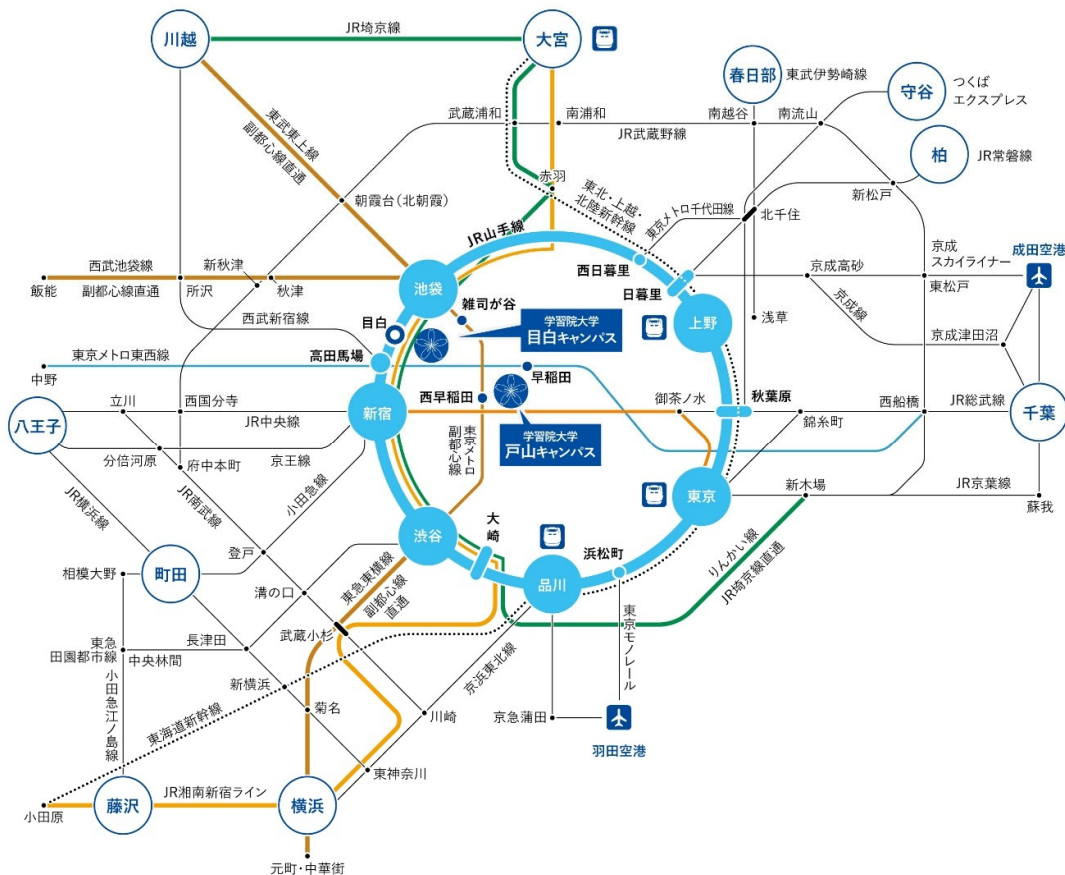 JR埼京線
川越
大宮
春日部
東武伊勢崎線
守谷
つくば
エクスプレス
武蔵浦和
南浦和
南越谷
南流山
JR武蔵野線
柏
JR常磐線
東武東上線
副都心線直通
赤羽
新松戸
朝霞台(北朝霞)
東北・上越・
北陸新幹線
東京メトロ千代田線
北千住
JR山手線
西日暮里
日暮里
京成高砂
京成
スカイライナー
成田空港
西武池袋線
新秋津
飯能
副都心線直通
所沢
秋津
池袋
東松戸
雑司が谷
上野
京成線
浅草
京成津田沼
西武新宿線
目白
学習院大学
目白キャンパス
東京メトロ東西線
高田馬場
中野
早稲田
西早稲田
八王子
立川
西国分寺
JR中央線
新宿
御茶ノ水
秋葉原
錦糸町
西船橋
JR総武線
千葉
学習院大学
戸山キャンパス
東京メトロ
副都心線
分倍河原
京王線
府中本町
JR南武線
小田急線
JR横浜線
東京
新木場
JR京葉線
蘇我
渋谷
大崎
浜松町
品川
りんかい線
JR埼京線直通
登戸
相模大野
町田
溝の口
東急東横線
副都心線
直通
武蔵小杉
東急
田園都市線
長津田
中央林間
東京モノレール
京浜東北線
新横浜
小田急江ノ島線
東海道新幹線
菊名
川崎
京急蒲田
羽田空港
東神奈川
小田原
藤沢
JR湘南新宿ライン
横浜
元町・中華街